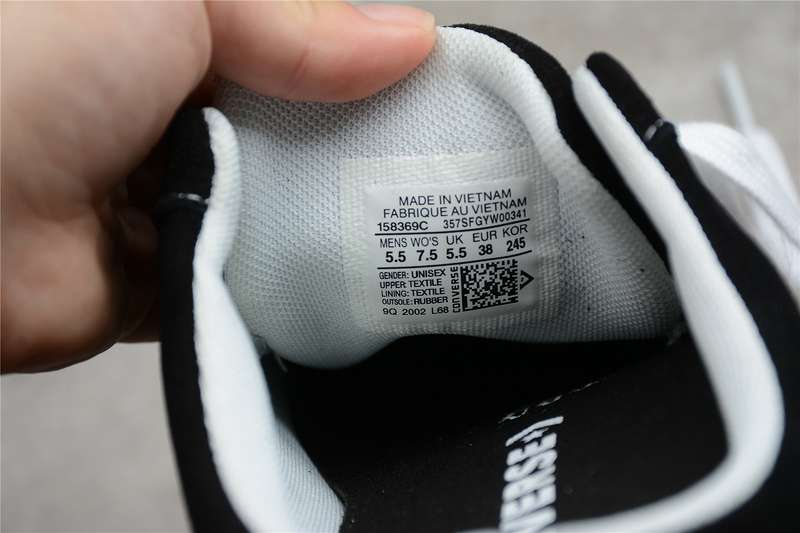 MADE IN VIETNAM
FABRIQUE AU VIETNAM
158369C 357SFGYW00341
MENS WO'S UK EUR KOR
5.5 7.5 5.5 38 245
GENDER: UNISEX
UPPER: TEXTILE
LINING: TEXTILE
OUTSOLE: RUBBER
9Q 2002 L68
CONVERSE
VERSE